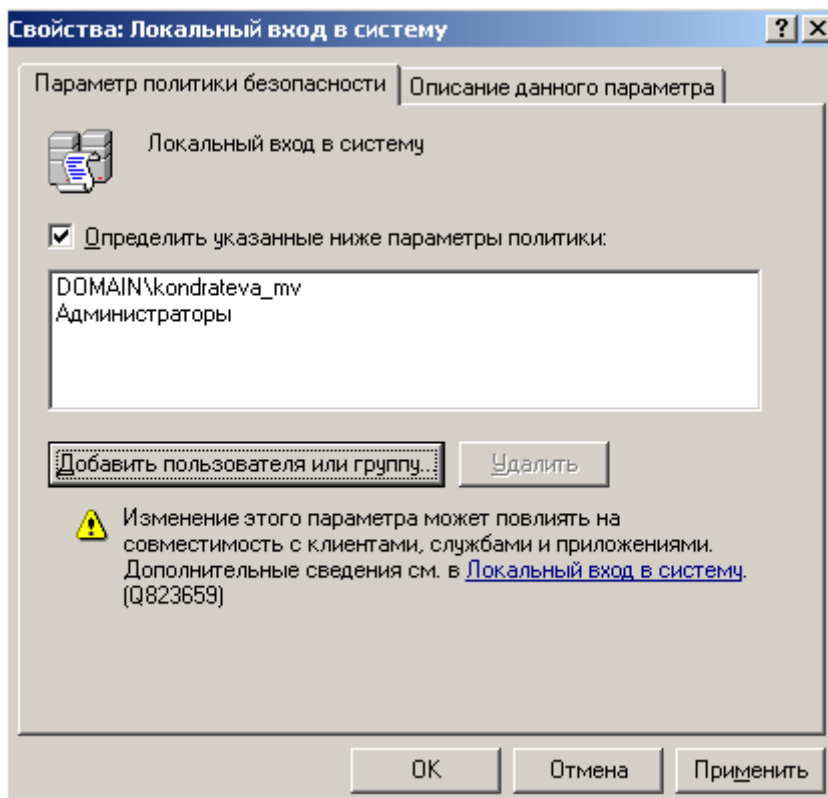 Свойства: Локальный вход в систему
Параметр политики безопасности
Описание данного параметра
Локальный вход в систему
Определить указанные ниже параметры политики:
DOMAIN\kondrateva_mv
Администраторы
Добавить пользователя или группу...
Удалить
Изменение этого параметра может повлиять на
совместимость с клиентами, службами и приложениями.
Дополнительные сведения см. в Локальный вход в систему.
(Q823659)
OK
Отмена
Применить